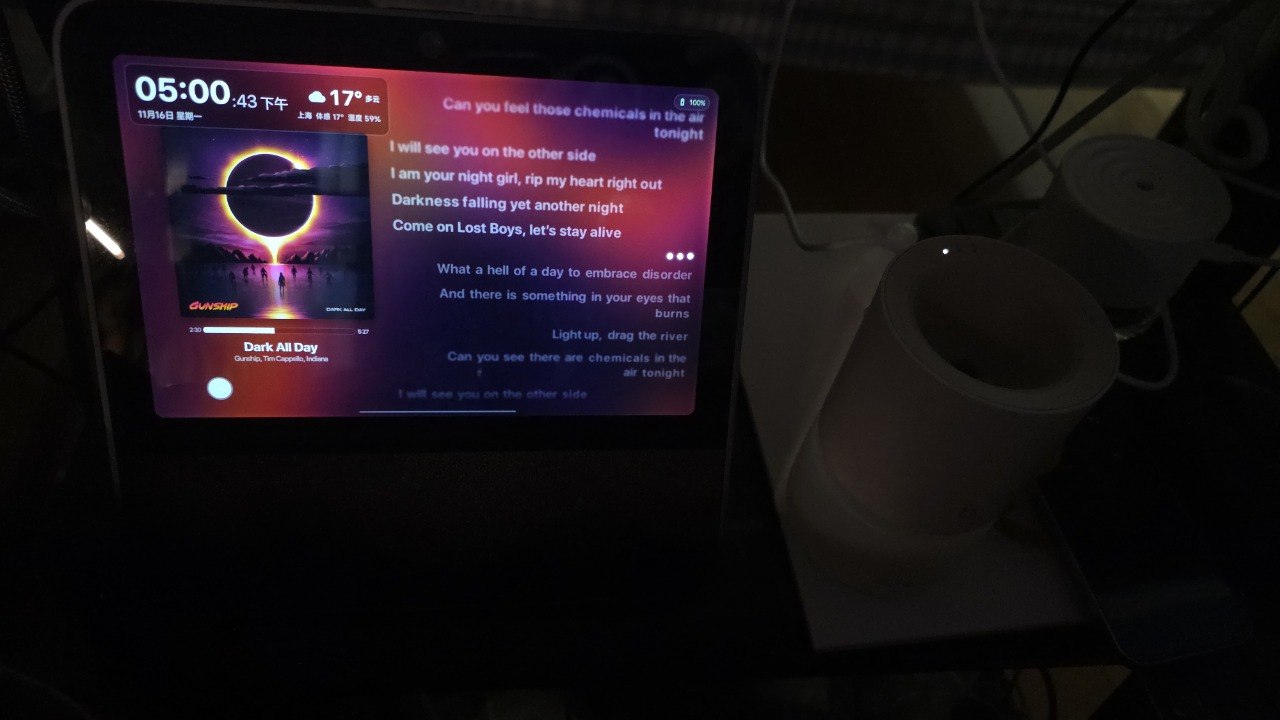 05:00:43 下午
17° 多云
11月16日 星期一
上海 体感 17° 湿度 59%
100%
GUNSHIP
DARK ALL DAY
2:30
5:27
Dark All Day
Gunship, Tim Cappello, Indiana
Can you feel those chemicals in the air
tonight
I will see you on the other side
I am your night girl, rip my heart right out
Darkness falling yet another night
Come on Lost Boys, let's stay alive
What a hell of a day to embrace disorder
And there is something in your eyes that
burns
Light up, drag the river
Can you see there are chemicals in the
air tonight
I will see you on the other side